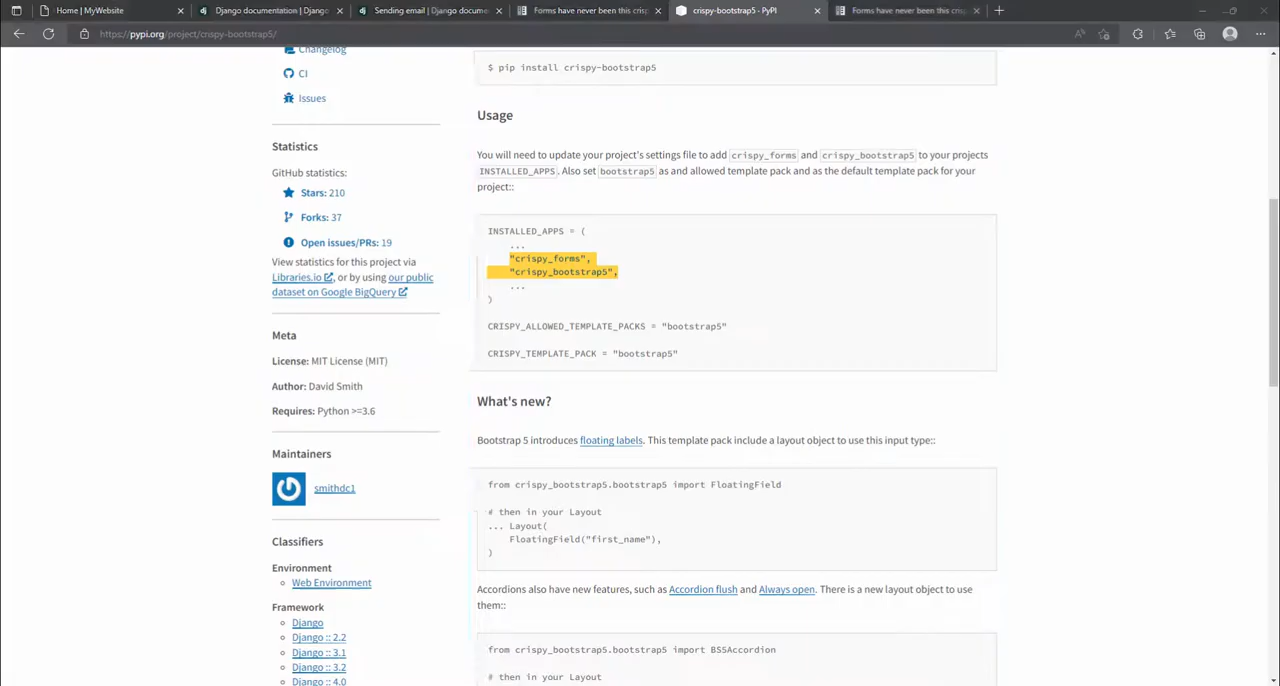 Home | MyWebsite
Django documentation | Django
Sending email | Django documen
Forms have never been this crisp
crispy-bootstrap5 · PyPI
Forms have never been this crisp
https://pypi.org/project/crispy-bootstrap5/
Changelog
CI
Issues
Statistics
GitHub statistics:
Stars: 210
Forks: 37
Open issues/PRs: 19
View statistics for this project via
Libraries.io, or by using our public
dataset on Google BigQuery
Meta
License: MIT License (MIT)
Author: David Smith
Requires: Python >=3.6
Maintainers
smithdc1
Classifiers
Environment
Web Environment
Framework
Django
Django :: 2.2
Django :: 3.1
Django :: 3.2
Django :: 4.0
$ pip install crispy-bootstrap5
Usage
You will need to update your project's settings file to add crispy_forms and crispy_bootstrap5 to your projects
INSTALLED_APPS. Also set bootstrap5 as and allowed template pack and as the default template pack for your
project::
INSTALLED_APPS = (
...
"crispy_forms",
"crispy_bootstrap5",
...
)
CRISPY_ALLOWED_TEMPLATE_PACKS = "bootstrap5"
CRISPY_TEMPLATE_PACK = "bootstrap5"
What's new?
Bootstrap 5 introduces floating labels. This template pack include a layout object to use this input type::
from crispy_bootstrap5.bootstrap5 import FloatingField
# then in your Layout
... Layout(
FloatingField("first_name"),
)
Accordions also have new features, such as Accordion flush and Always open. There is a new layout object to use
them::
from crispy_bootstrap5.bootstrap5 import BS5Accordion
# then in your Layout